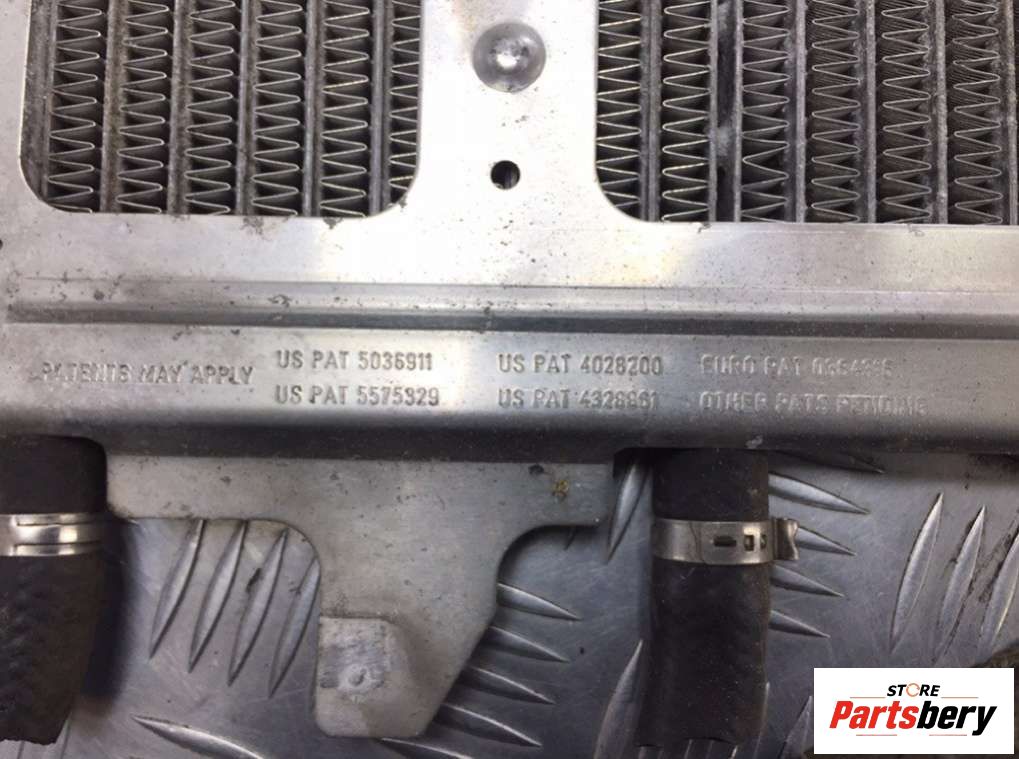 PATENTS MAY APPLY
US PAT 5036911 US PAT 4028200 EURO PAT
US PAT 5575329 US PAT 4328861 OTHER PATS PENDING
STORE
Partsbery